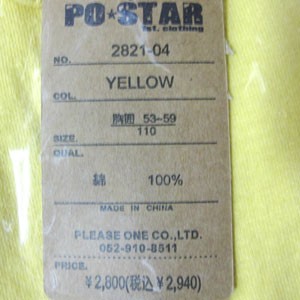 PO★STAR
est. clothing
NO. 2821-04
COL. YELLOW
胸囲 53~59
SIZE. 110
QUAL.
綿 100%
MADE IN CHINA
PLEASE ONE CO.,LTD.
052-910-8511
PRICE.
¥2,800(税込¥2,940)